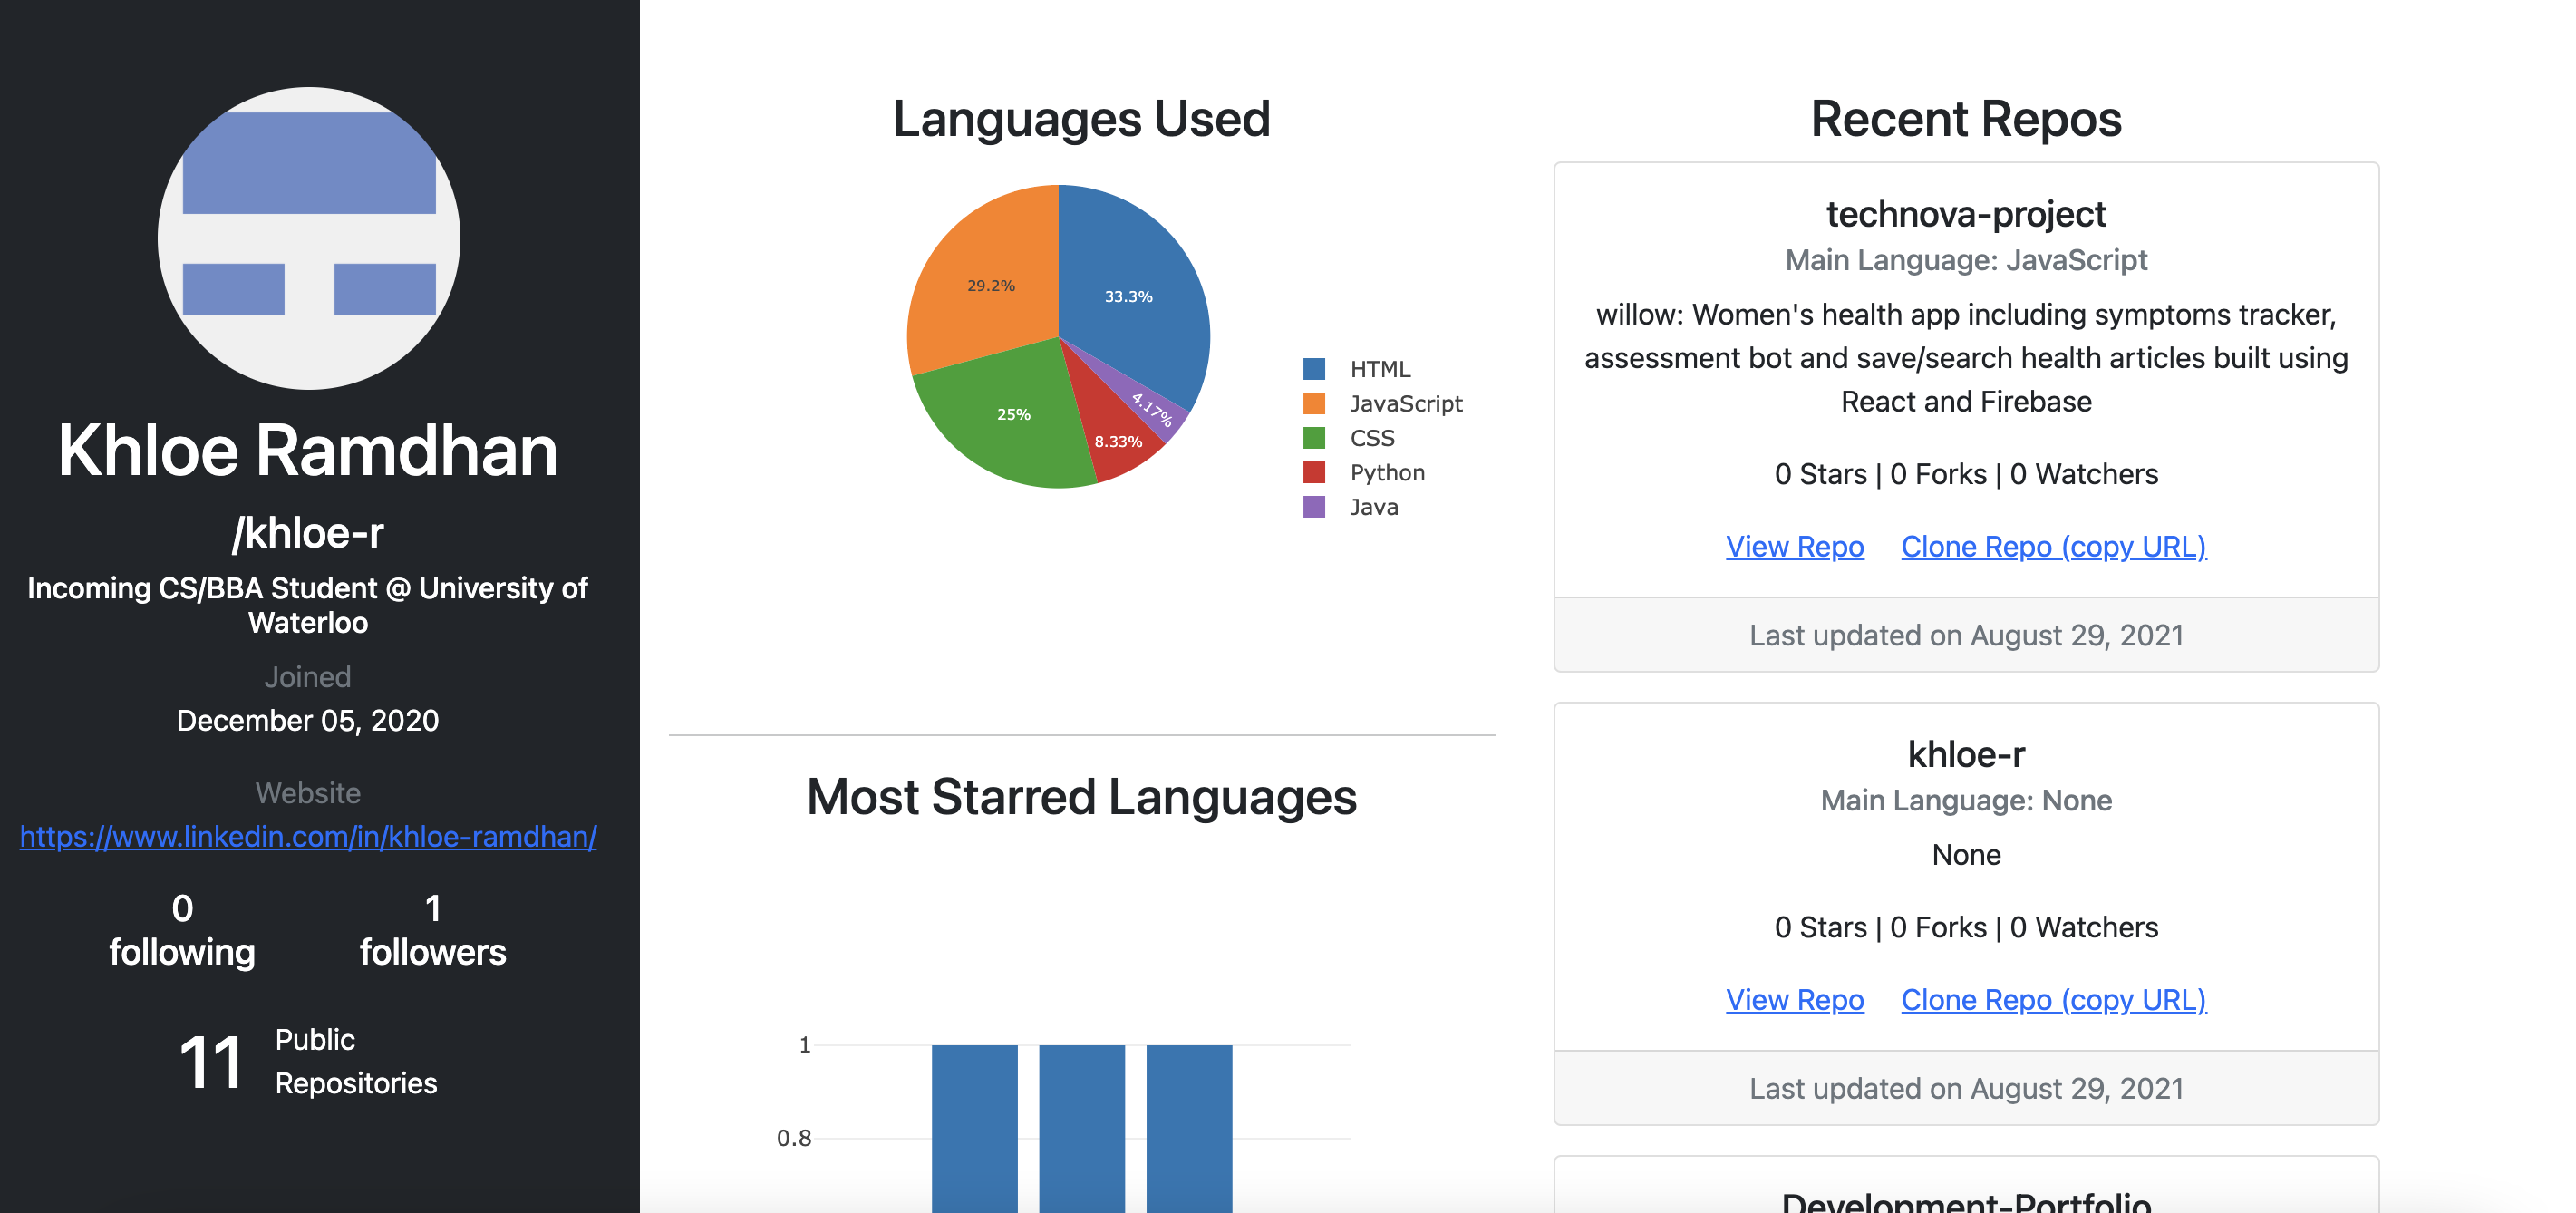 Khloe Ramdhan
/khloe-r
Incoming CS/BBA Student @ University of
Waterloo
Joined
December 05, 2020
Website
https://www.linkedin.com/in/khloe-ramdhan/
0
following
1
followers
11
Public
Repositories
Languages Used
29.2%
33.3%
25%
8.33%
4.17%
HTML
JavaScript
CSS
Python
Java
Most Starred Languages
1
0.8
Recent Repos
technova-project
Main Language: JavaScript
willow: Women's health app including symptoms tracker,
assessment bot and save/search health articles built using
React and Firebase
0 Stars | 0 Forks | 0 Watchers
View Repo Clone Repo (copy URL)
Last updated on August 29, 2021
khloe-r
Main Language: None
None
0 Stars | 0 Forks | 0 Watchers
View Repo Clone Repo (copy URL)
Last updated on August 29, 2021
Development-Portfolio